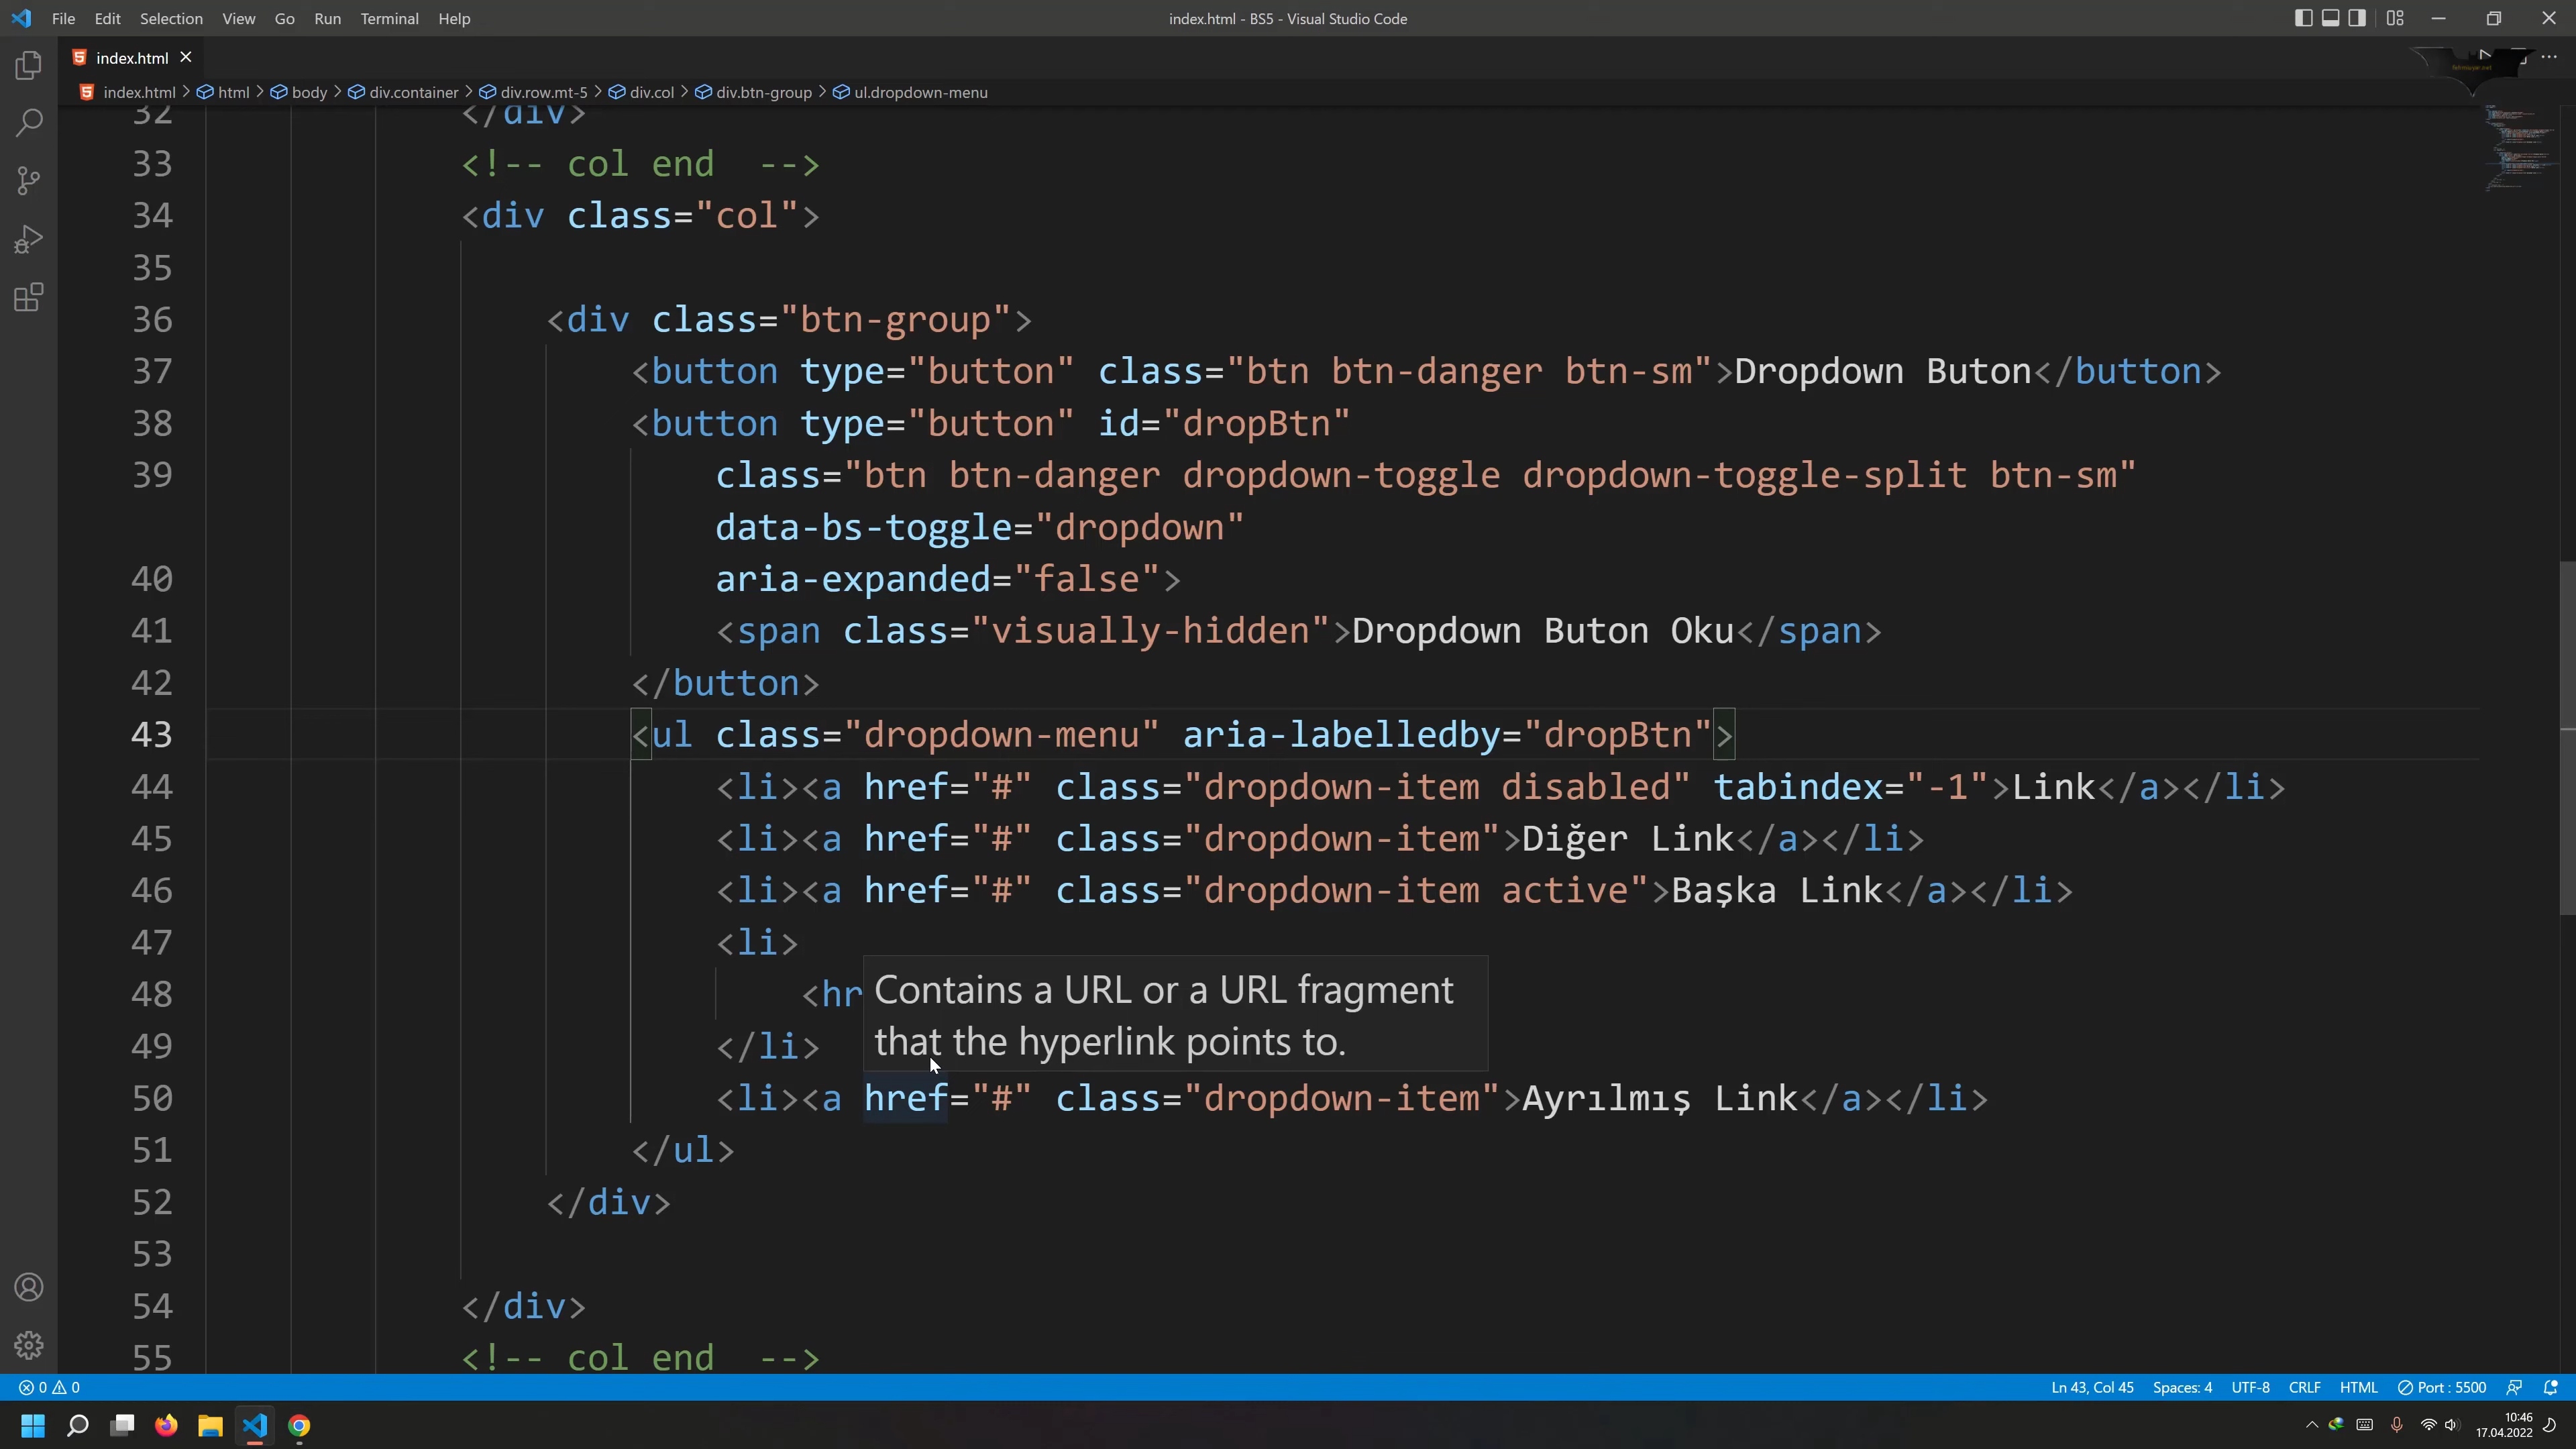 File Edit Selection View Go Run Terminal Help
index.html - BS5 - Visual Studio Code
index.html
index.html > html > body > div.container > div.row.mt-5 > div.col > div.btn-group > ul.dropdown-menu
32 </div>
33 <!-- col end  -->
34 <div class="col">
35
36 <div class="btn-group">
37 <button type="button" class="btn btn-danger btn-sm">Dropdown Buton</button>
38 <button type="button" id="dropBtn"
39 class="btn btn-danger dropdown-toggle dropdown-toggle-split btn-sm"
data-bs-toggle="dropdown"
40 aria-expanded="false">
41 <span class="visually-hidden">Dropdown Buton Oku</span>
42 </button>
43 <ul class="dropdown-menu" aria-labelledby="dropBtn">
44 <li><a href="#" class="dropdown-item disabled" tabindex="-1">Link</a></li>
45 <li><a href="#" class="dropdown-item">Diğer Link</a></li>
46 <li><a href="#" class="dropdown-item active">Başka Link</a></li>
47 <li>
48 <hr
Contains a URL or a URL fragment
that the hyperlink points to.
49 </li>
50 <li><a href="#" class="dropdown-item">Ayrılmış Link</a></li>
51 </ul>
52 </div>
53
54 </div>
55 <!-- col end  -->
0 0
Ln 43, Col 45 Spaces: 4 UTF-8 CRLF HTML Port : 5500
10:46
17.04.2022